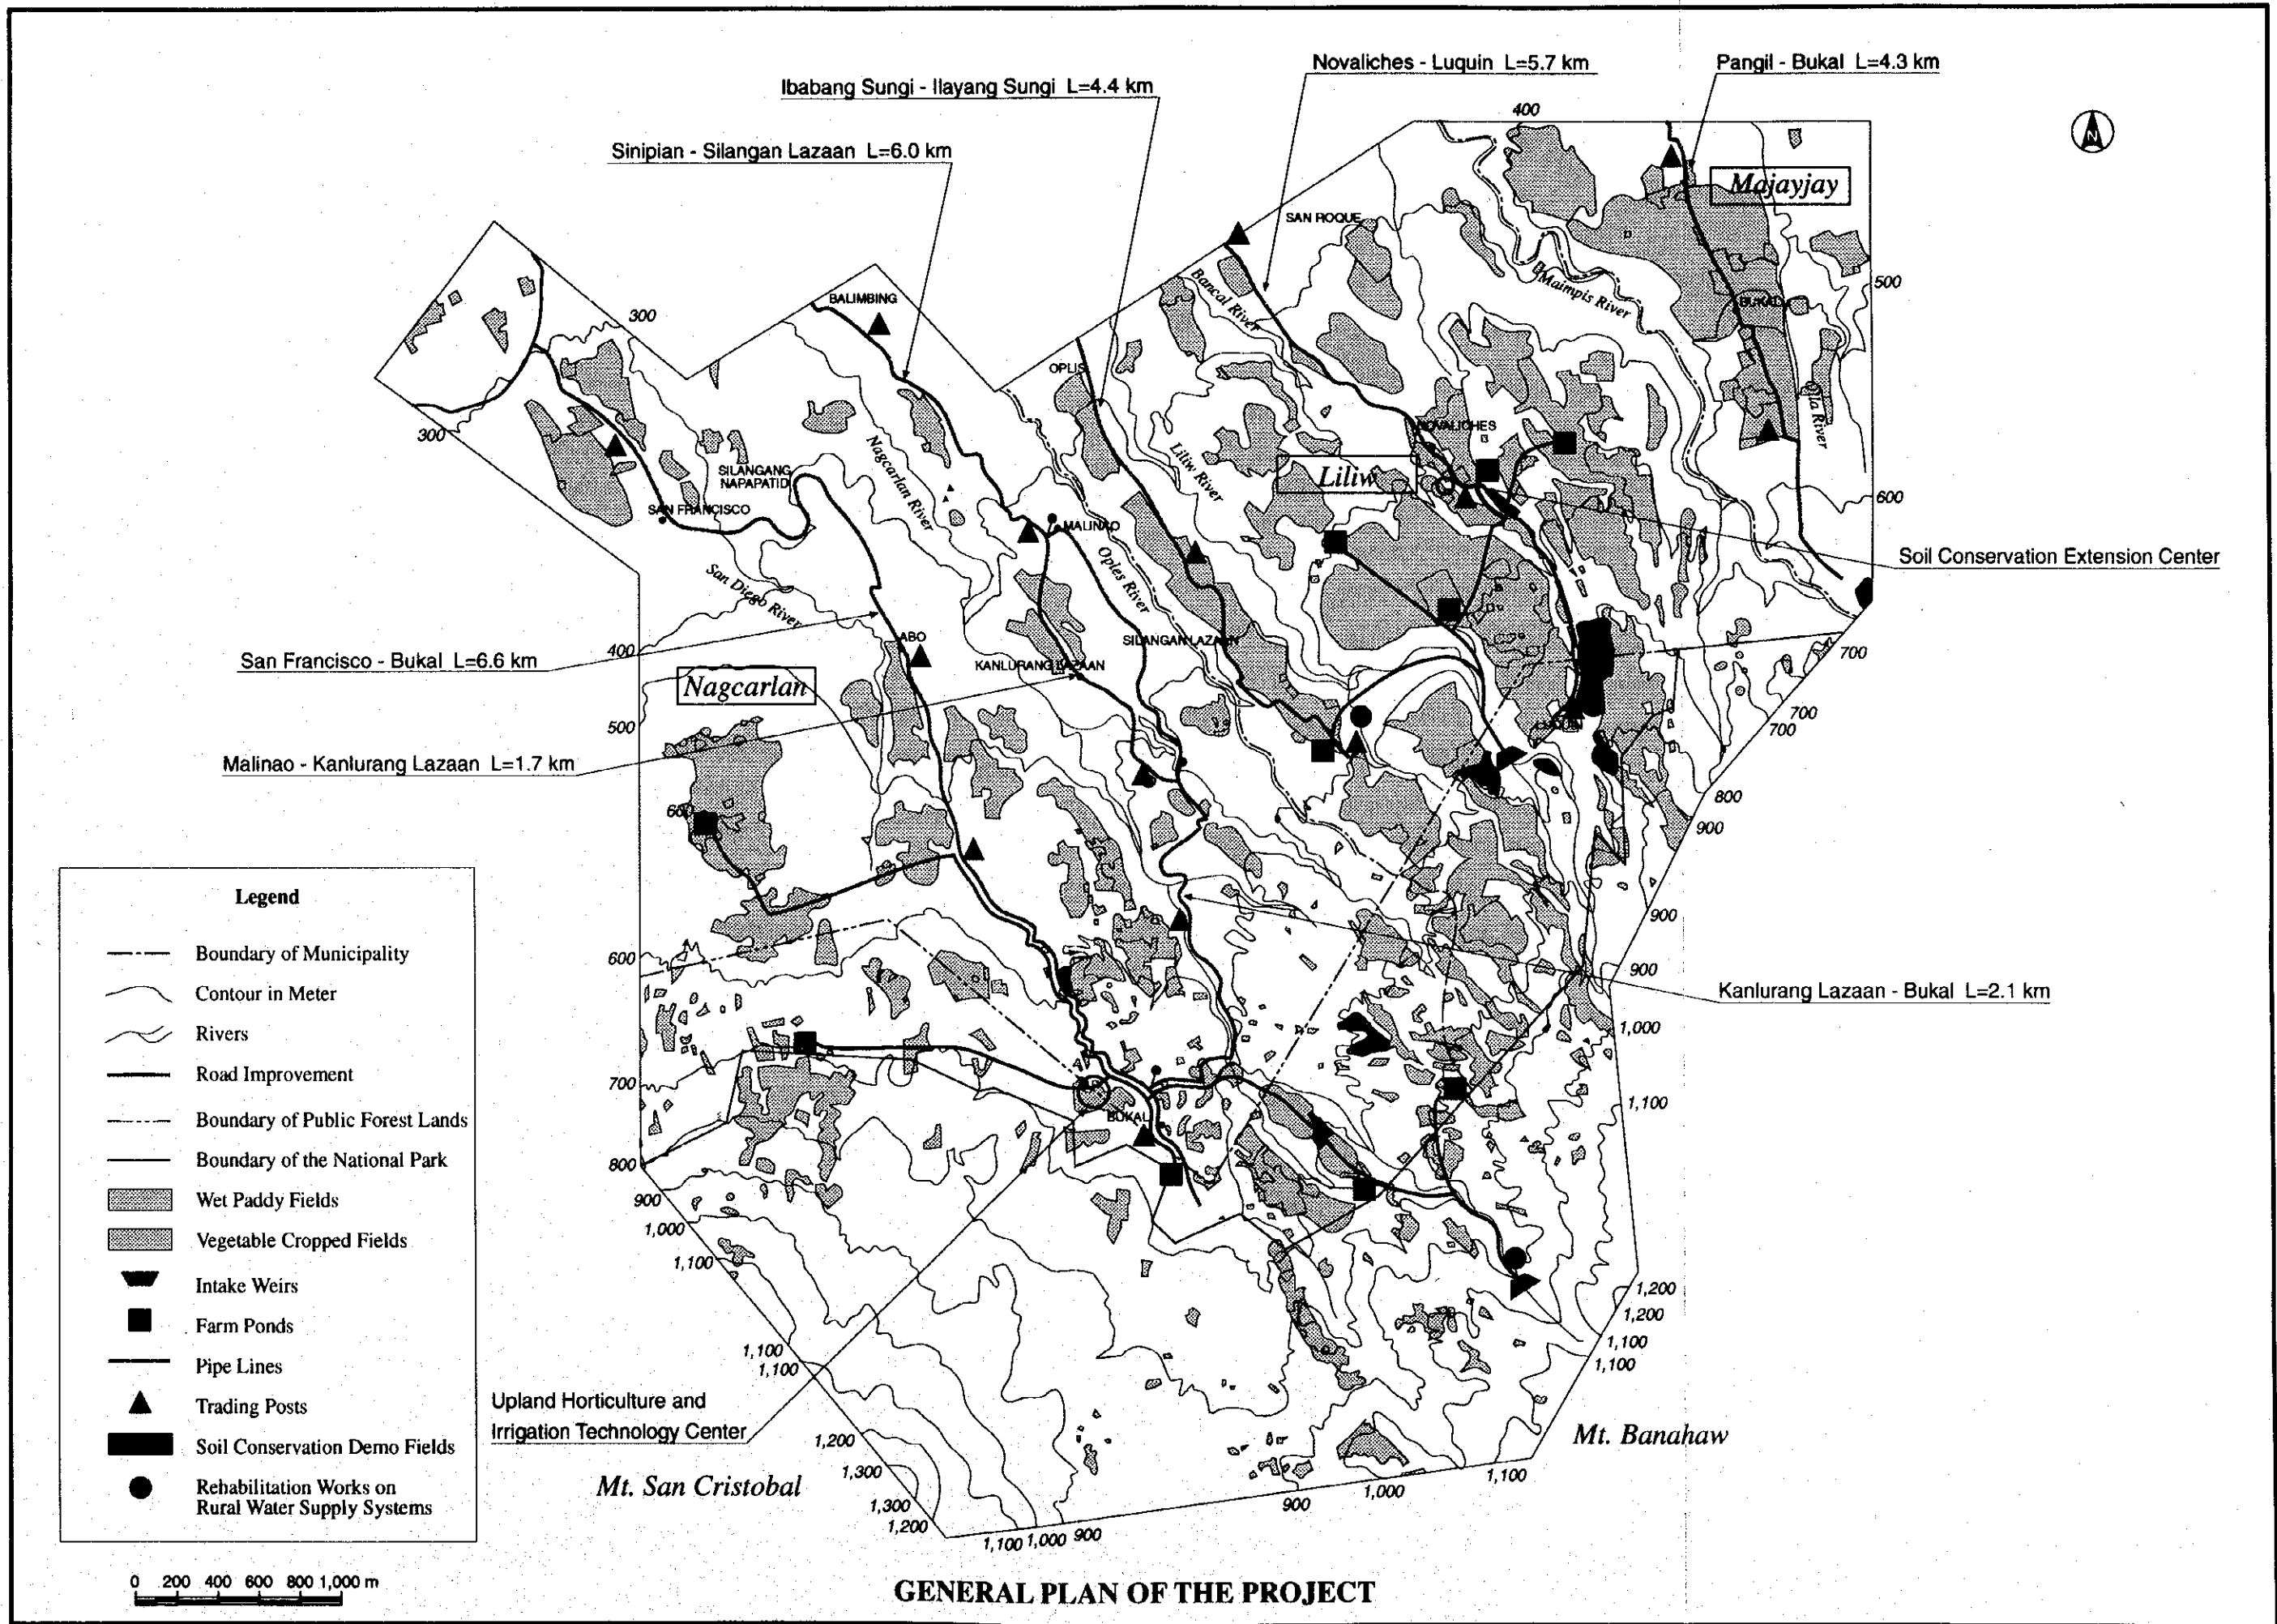 Novaliches - Luquin L=5.7 km
Pangil - Bukal L=4.3 km
Ibabang Sungi - Ilayang Sungi L=4.4 km
Sinipian - Silangan Lazaan L=6.0 km
400
N
Majayjay
SAN ROQUE
500
Bancal River
Maimpis River
BALIMBING
BUKAL
300
OPLIS
Olla River
300
NOVALICHES
Nagcarlan River
Liliw River
Liliw
SILANGANG
NAPAPATID
600
SAN FRANCISCO
MALINAO
Oples River
Soil Conservation Extension Center
San Diego River
ABO
SILANGAN LAZAAN
400
700
San Francisco - Bukal L=6.6 km
KANLURANG LAZAAN
Nagcarlan
700
500
700
LUQUIN
Malinao - Kanlurang Lazaan L=1.7 km
800
600
900
900
600
900
Kanlurang Lazaan - Bukal L=2.1 km
1,000
700
1,100
BUKAL
800
900
1,000
1,100
1,200
1,200
1,100
1,100
1,100
1,100
Upland Horticulture and
Irrigation Technology Center
1,200
Mt. Banahaw
1,300
Mt. San Cristobal
1,100
1,000
900
1,300
1,200
1,100 1,000 900
Legend
Boundary of Municipality
Contour in Meter
Rivers
Road Improvement
Boundary of Public Forest Lands
Boundary of the National Park
Wet Paddy Fields
Vegetable Cropped Fields
Intake Weirs
Farm Ponds
Pipe Lines
Trading Posts
Soil Conservation Demo Fields
Rehabilitation Works on
Rural Water Supply Systems
0 200 400 600 800 1,000 m
GENERAL PLAN OF THE PROJECT